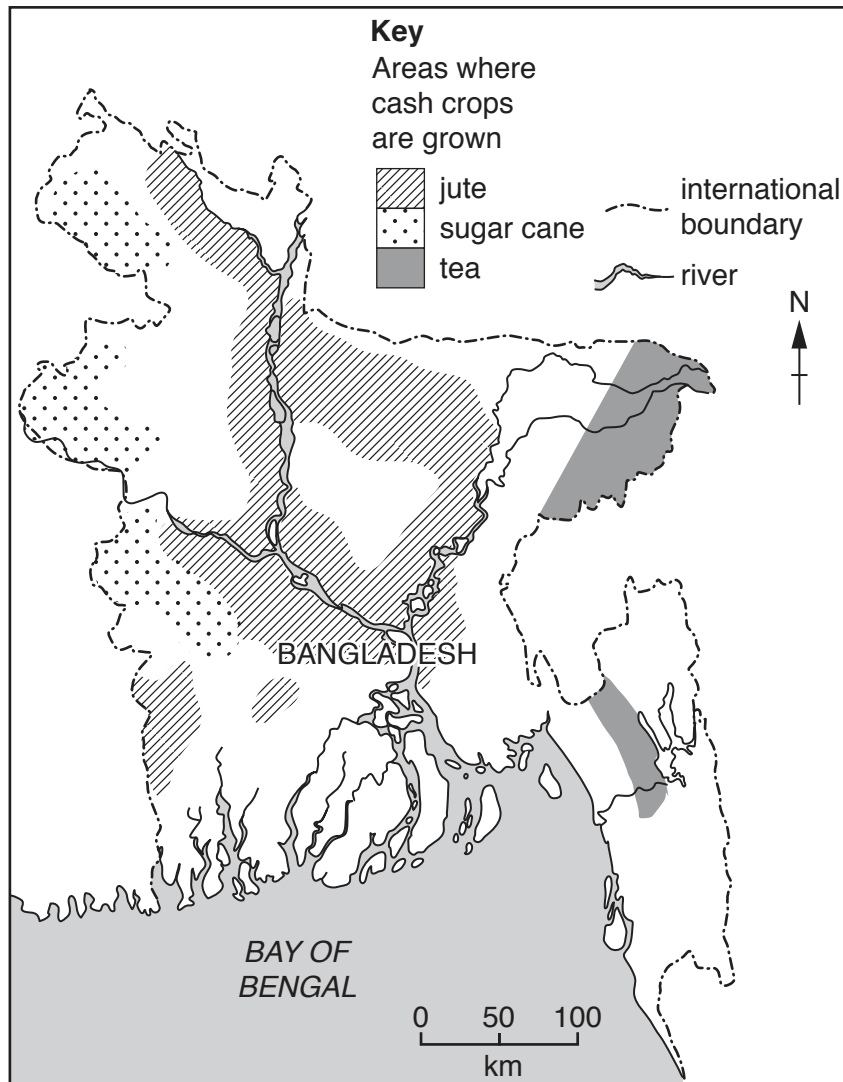 Key
Areas where
cash crops
are grown
jute
sugar cane
tea
international
boundary
river
N
BANGLADESH
BAY OF
BENGAL
0 50 100
km